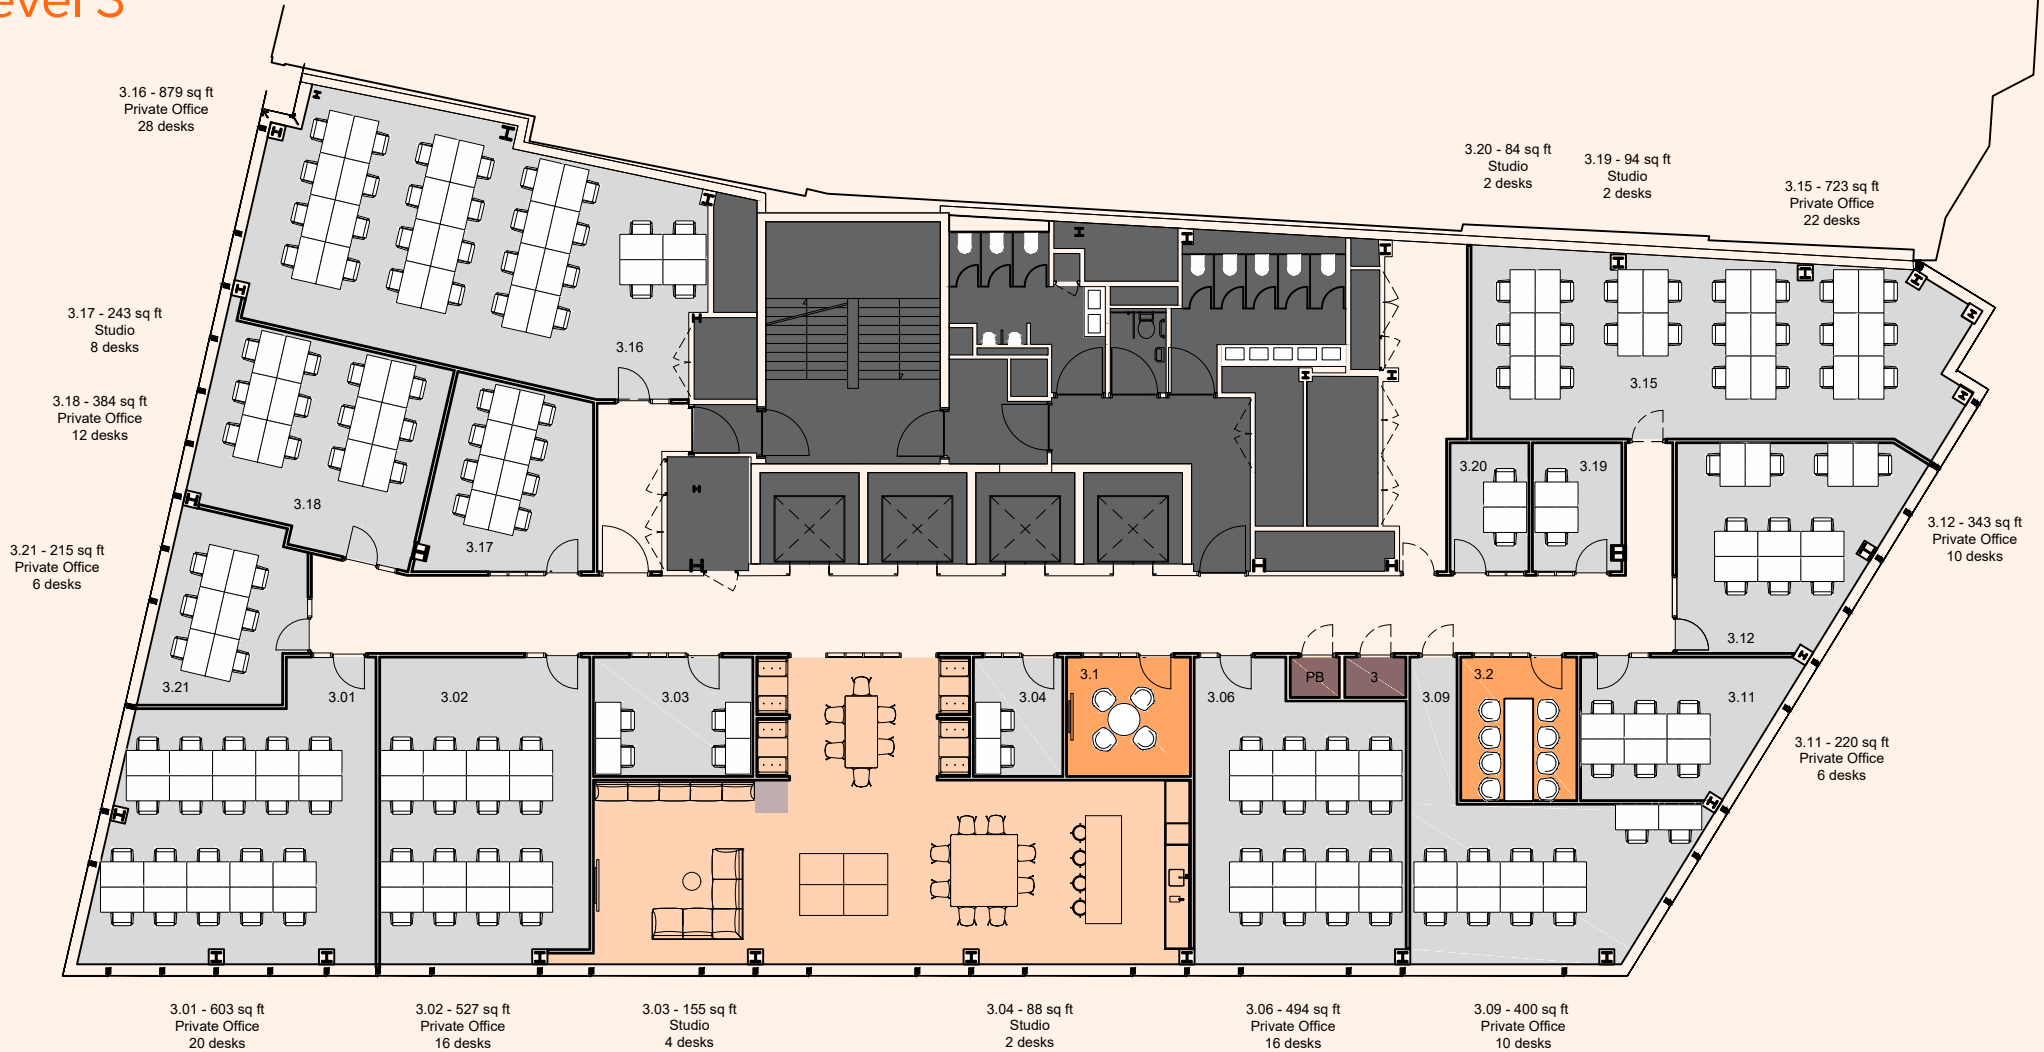 evel 3
3.16 - 879 sq ft
Private Office
28 desks
3.20 - 84 sq ft
Studio
2 desks
3.19 - 94 sq ft
Studio
2 desks
3.15 - 723 sq ft
Private Office
22 desks
3.17 - 243 sq ft
Studio
8 desks
3.18 - 384 sq ft
Private Office
12 desks
3.21 - 215 sq ft
Private Office
6 desks
3.12 - 343 sq ft
Private Office
10 desks
3.11 - 220 sq ft
Private Office
6 desks
3.16
3.15
3.20
3.19
3.18
3.17
3.12
3.21
3.01
3.02
3.03
3.04
3.1
3.06
PB
3
3.09
3.2
3.11
3.01 - 603 sq ft
Private Office
20 desks
3.02 - 527 sq ft
Private Office
16 desks
3.03 - 155 sq ft
Studio
4 desks
3.04 - 88 sq ft
Studio
2 desks
3.06 - 494 sq ft
Private Office
16 desks
3.09 - 400 sq ft
Private Office
10 desks